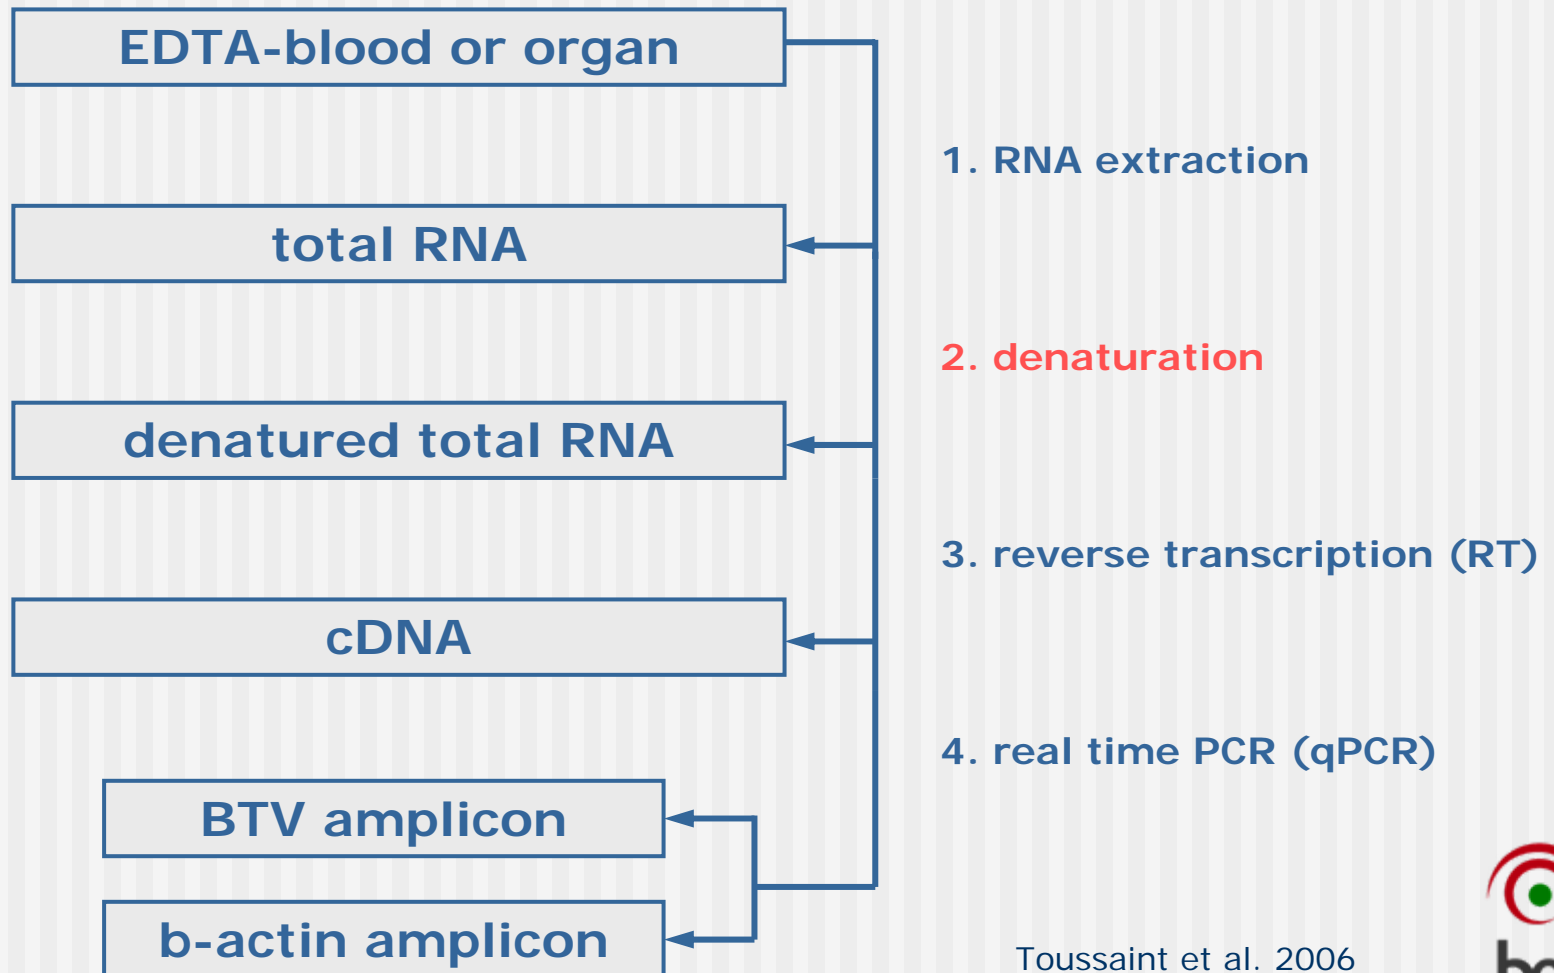 EDTA-blood or organ
1. RNA extraction
total RNA
2. denaturation
denatured total RNA
3. reverse transcription (RT)
cDNA
4. real time PCR (qPCR)
BTV amplicon
b-actin amplicon
Toussaint et al. 2006